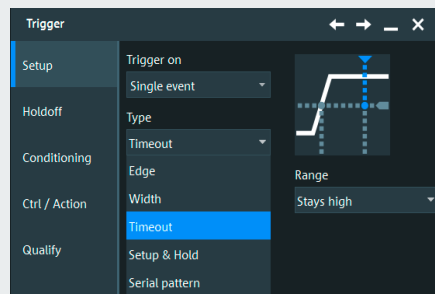 Trigger
Setup
Holdoff
Conditioning
Ctrl / Action
Qualify
Trigger on
Single event
Type
Timeout
Edge
Width
Timeout
Setup & Hold
Serial pattern
Range
Stays high